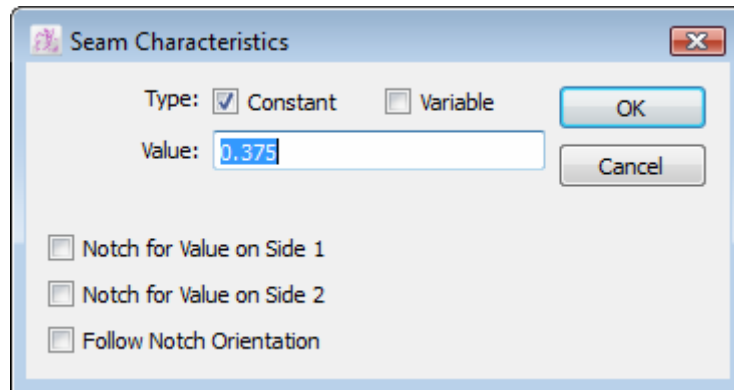 Seam Characteristics
Type: Constant Variable OK
Value: 0.375 Cancel
Notch for Value on Side 1
Notch for Value on Side 2
Follow Notch Orientation